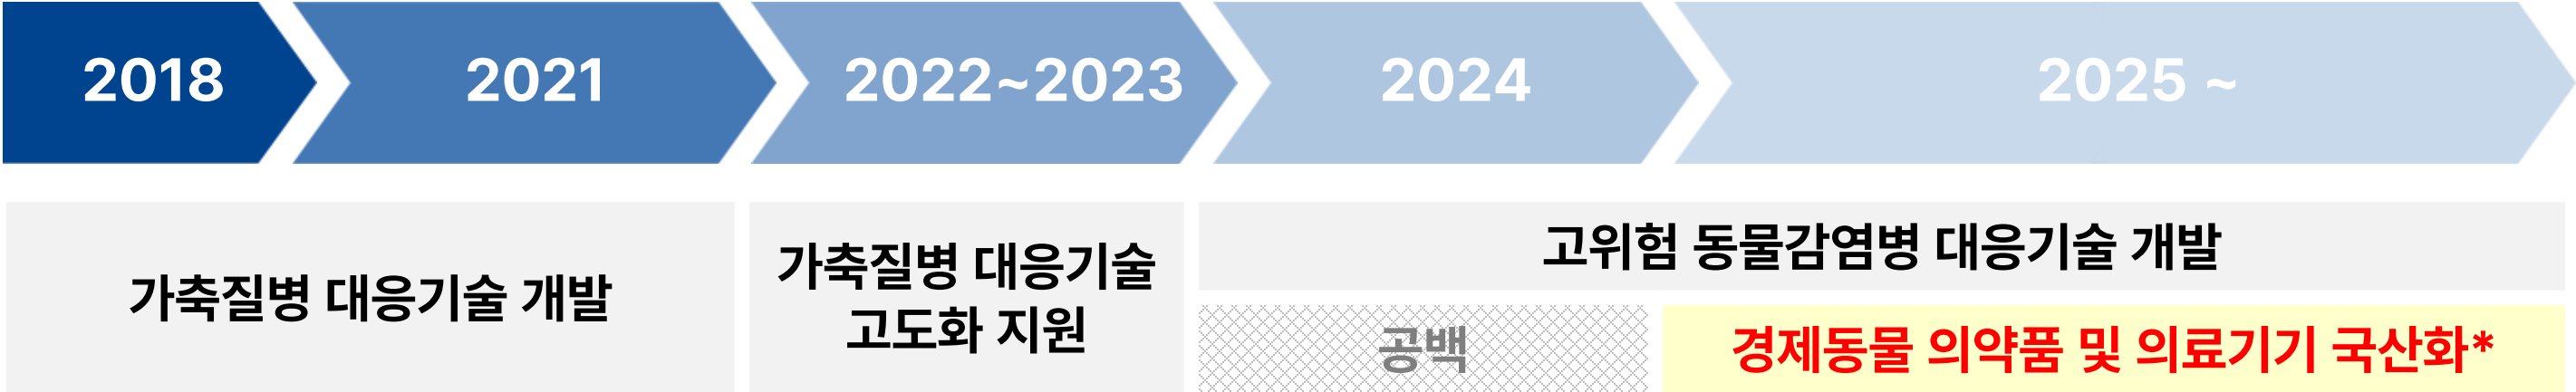 2018
2021
2022~2023
2024
2025 ~
가축질병 대응기술 개발
가축질병 대응기술
고도화 지원
고위험 동물감염병 대응기술 개발
공백
경제동물 의약품 및 의료기기 국산화*